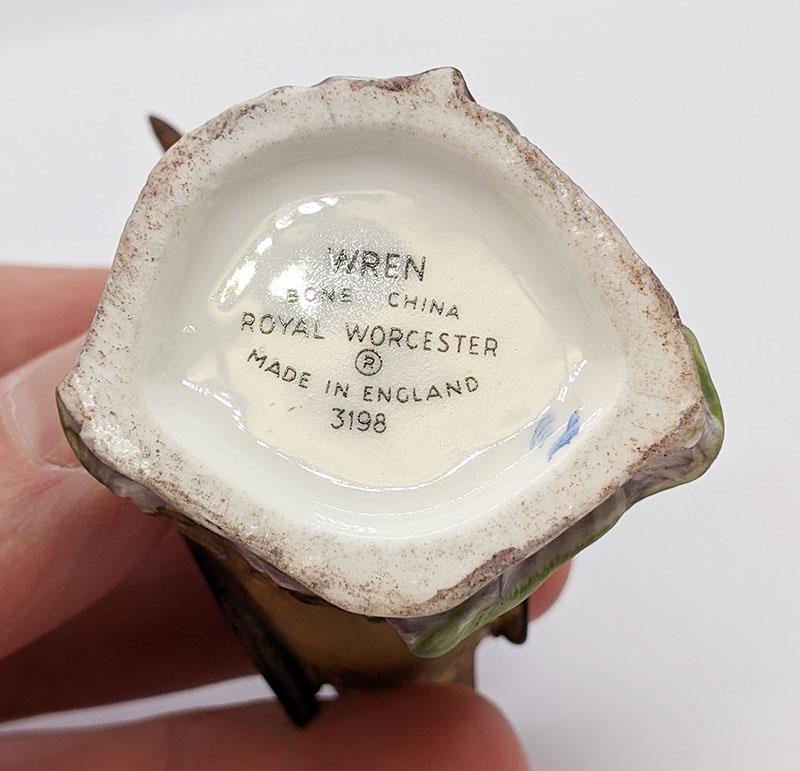 WREN
BONE CHINA
ROYAL WORCESTER
®
MADE IN ENGLAND
3198